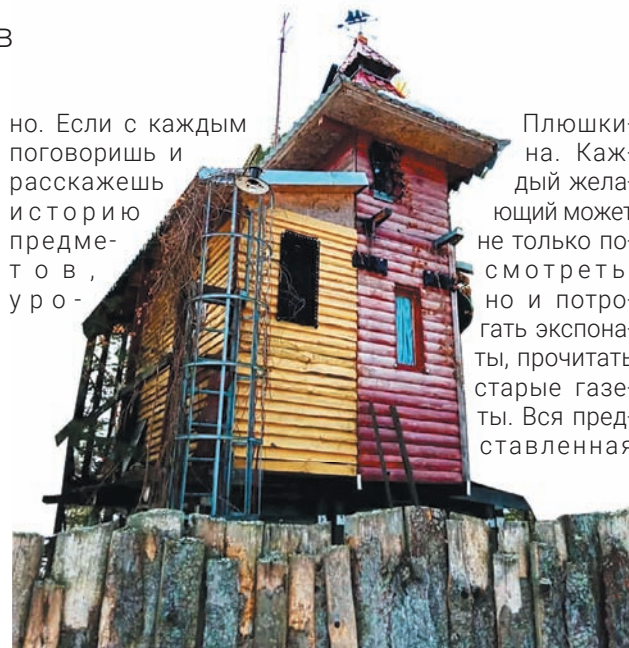 в
но. Если с каждым
поговоришь и
расскажешь
историю
предме-
тов,
уро-
Плюшки-
на. Каж-
дый жела-
ющий может
не только по-
смотреть
но и потро-
гать экспона-
ты, прочитать
старые газе-
ты. Вся пред-
ставленная